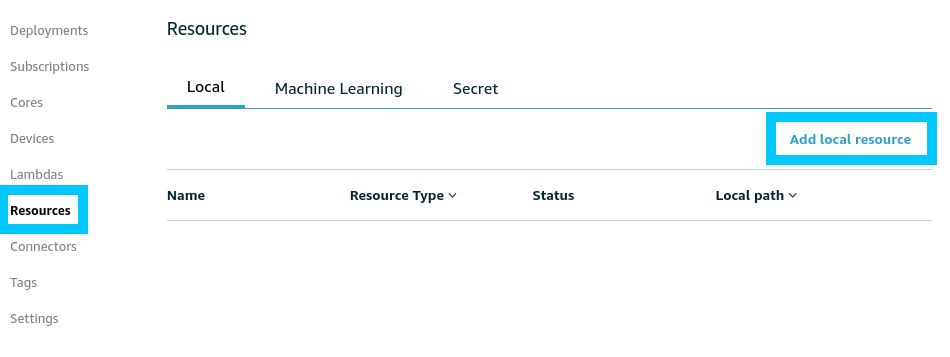 Deployments
Subscriptions
Cores
Devices
Lambdas
Resources
Connectors
Tags
Settings
Resources
Local Machine Learning Secret
Add local resource
Name Resource Type Status Local path